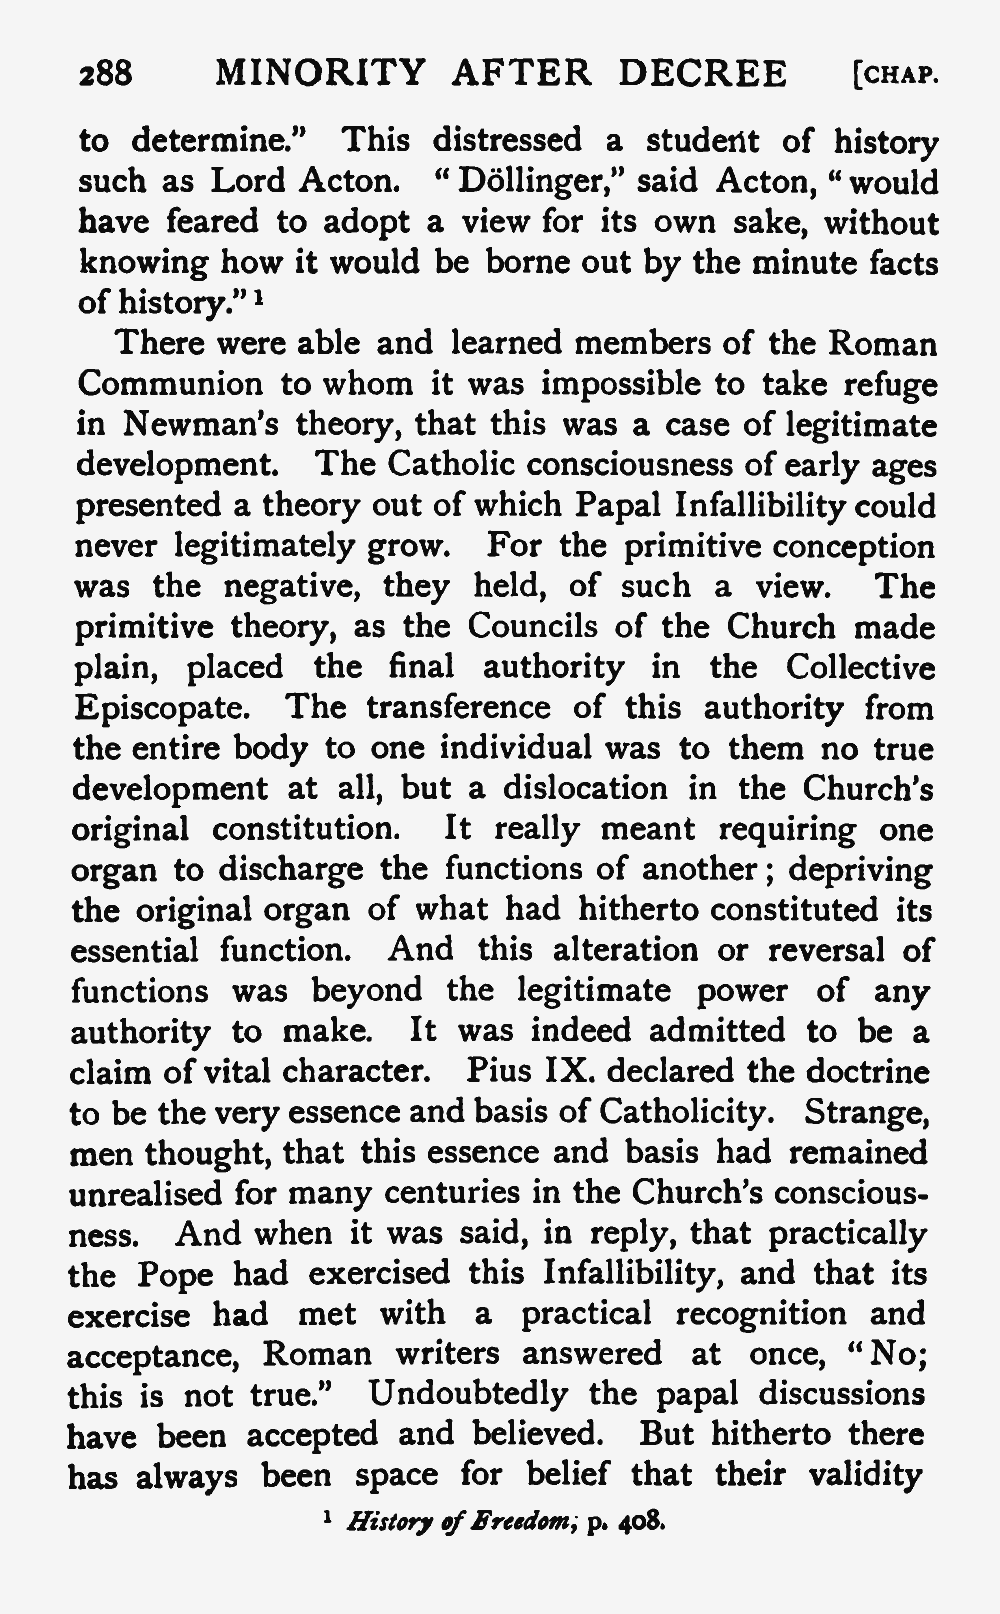 288 MINORITY AFTER DECREE [CHAP.
to determine.” This distressed a student of history
such as Lord Acton. “ Döllinger,” said Acton, “ would
have feared to adopt a view for its own sake, without
knowing how it would be borne out by the minute facts
of history.” ¹
There were able and learned members of the Roman
Communion to whom it was impossible to take refuge
in Newman’s theory, that this was a case of legitimate
development. The Catholic consciousness of early ages
presented a theory out of which Papal Infallibility could
never legitimately grow. For the primitive conception
was the negative, they held, of such a view. The
primitive theory, as the Councils of the Church made
plain, placed the final authority in the Collective
Episcopate. The transference of this authority from
the entire body to one individual was to them no true
development at all, but a dislocation in the Church’s
original constitution. It really meant requiring one
organ to discharge the functions of another ; depriving
the original organ of what had hitherto constituted its
essential function. And this alteration or reversal of
functions was beyond the legitimate power of any
authority to make. It was indeed admitted to be a
claim of vital character. Pius IX. declared the doctrine
to be the very essence and basis of Catholicity. Strange,
men thought, that this essence and basis had remained
unrealised for many centuries in the Church’s conscious-
ness. And when it was said, in reply, that practically
the Pope had exercised this Infallibility, and that its
exercise had met with a practical recognition and
acceptance, Roman writers answered at once, “ No;
this is not true.” Undoubtedly the papal discussions
have been accepted and believed. But hitherto there
has always been space for belief that their validity
¹ History of Freedom; p. 408.